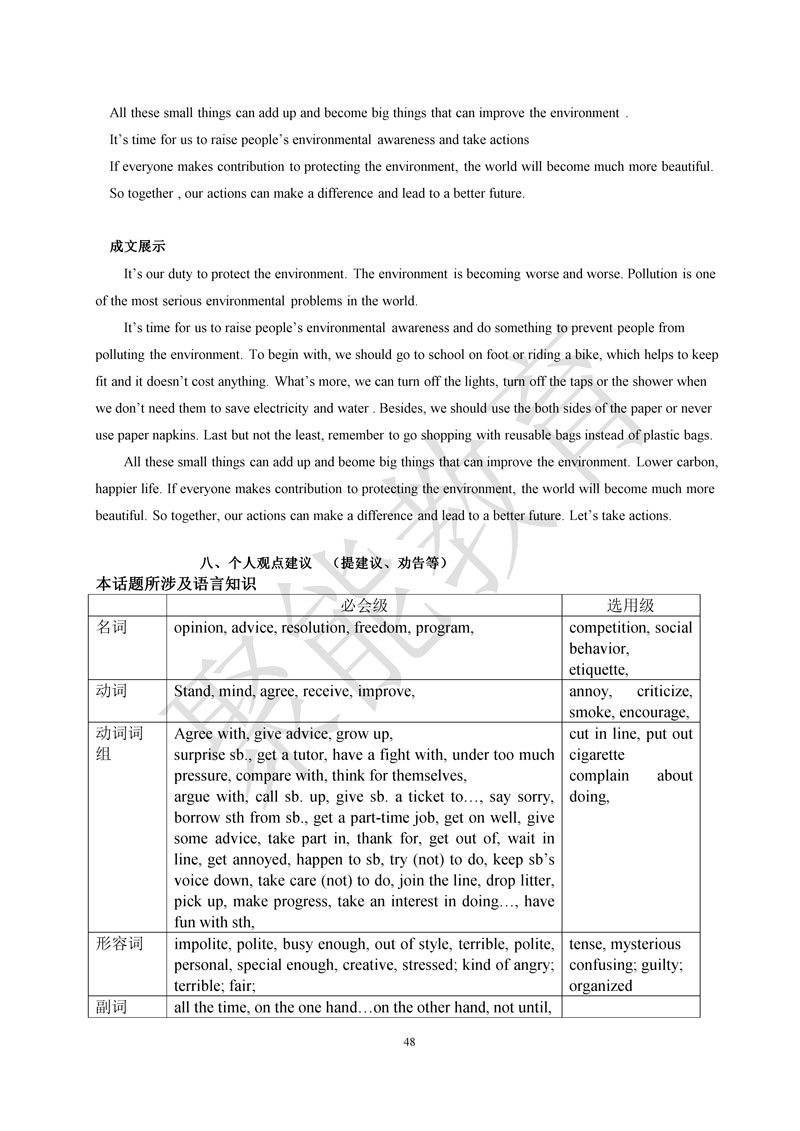 All these small things can add up and become big things that can improve the environment .
It's time for us to raise people's environmental awareness and take actions
If everyone makes contribution to protecting the environment, the world will become much more beautiful.
So together , our actions can make a difference and lead to a better future.
成文展示
It's our duty to protect the environment. The environment is becoming worse and worse. Pollution is one
of the most serious environmental problems in the world.
It's time for us to raise people's environmental awareness and do something to prevent people from
polluting the environment. To begin with, we should go to school on foot or riding a bike, which helps to keep
fit and it doesn't cost anything. What's more, we can turn off the lights, turn off the taps or the shower when
we don't need them to save electricity and water . Besides, we should use the both sides of the paper or never
use paper napkins. Last but not the least, remember to go shopping with reusable bags instead of plastic bags.
All these small things can add up and beome big things that can improve the environment. Lower carbon,
happier life. If everyone makes contribution to protecting the environment, the world will become much more
beautiful. So together, our actions can make a difference and lead to a better future. Let's take actions.
八、个人观点建议 （提建议、劝告等）
本话题所涉及语言知识
必会级 选用级
名词 opinion, advice, resolution, freedom, program, competition, social
behavior,
etiquette,
动词 Stand, mind, agree, receive, improve, annoy, criticize,
smoke, encourage,
动词词 Agree with, give advice, grow up, cut in line, put out
组 surprise sb., get a tutor, have a fight with, under too much cigarette
pressure, compare with, think for themselves, complain about
argue with, call sb. up, give sb. a ticket to…, say sorry, doing,
borrow sth from sb., get a part-time job, get on well, give
some advice, take part in, thank for, get out of, wait in
line, get annoyed, happen to sb, try (not) to do, keep sb's
voice down, take care (not) to do, join the line, drop litter,
pick up, make progress, take an interest in doing…, have
fun with sth,
形容词 impolite, polite, busy enough, out of style, terrible, polite, tense, mysterious
personal, special enough, creative, stressed; kind of angry; confusing; guilty;
terrible; fair; organized
副词 all the time, on the one hand…on the other hand, not until,
48
聚能教育